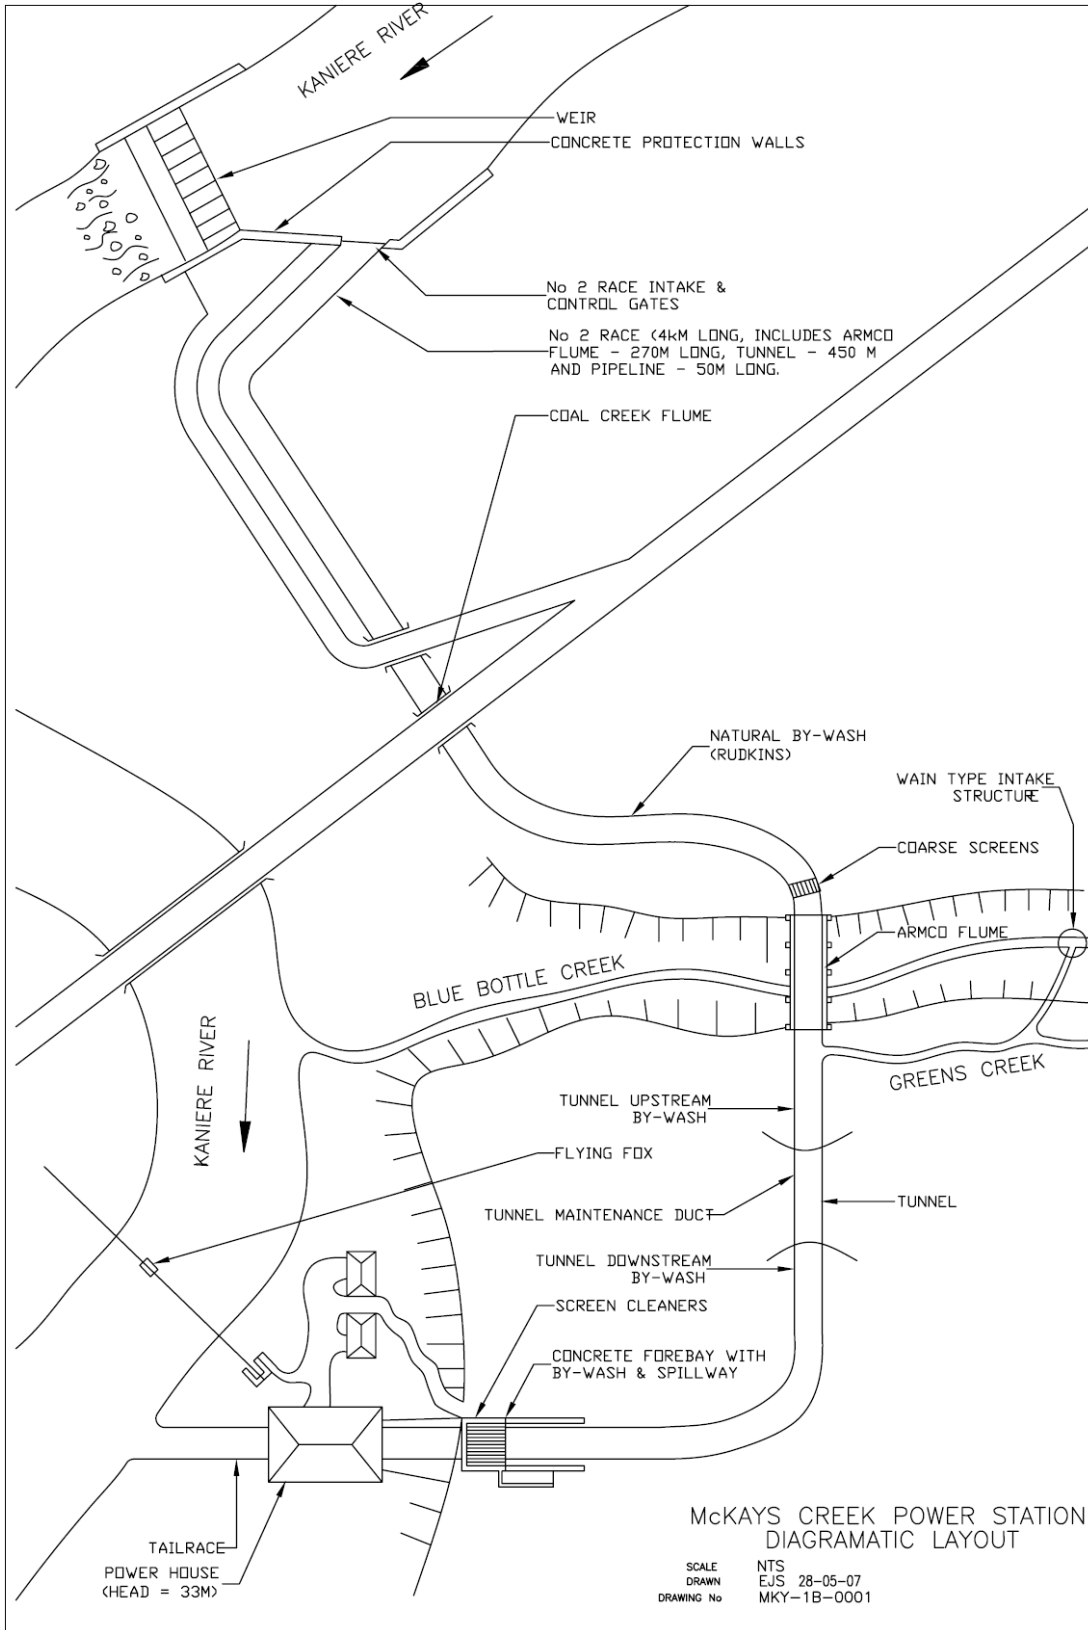 KANIERE RIVER
WEIR
CONCRETE PROTECTION WALLS
No 2 RACE INTAKE &
CONTROL GATES
No 2 RACE (4kM LONG, INCLUDES ARMCO
FLUME - 270M LONG, TUNNEL - 450 M
AND PIPELINE - 50M LONG.
COAL CREEK FLUME
NATURAL BY-WASH
(RUDKINS)
WAIN TYPE INTAKE
STRUCTURE
COARSE SCREENS
ARMCO FLUME
BLUE BOTTLE CREEK
KANIERE RIVER
GREENS CREEK
TUNNEL UPSTREAM
BY-WASH
FLYING FOX
TUNNEL MAINTENANCE DUCT
TUNNEL
TUNNEL DOWNSTREAM
BY-WASH
SCREEN CLEANERS
CONCRETE FOREBAY WITH
BY-WASH & SPILLWAY
TAILRACE
POWER HOUSE
(HEAD = 33M)
McKAYS CREEK POWER STATION
DIAGRAMATIC LAYOUT
SCALE NTS
DRAWN EJS 28-05-07
DRAWING No MKY-1B-0001